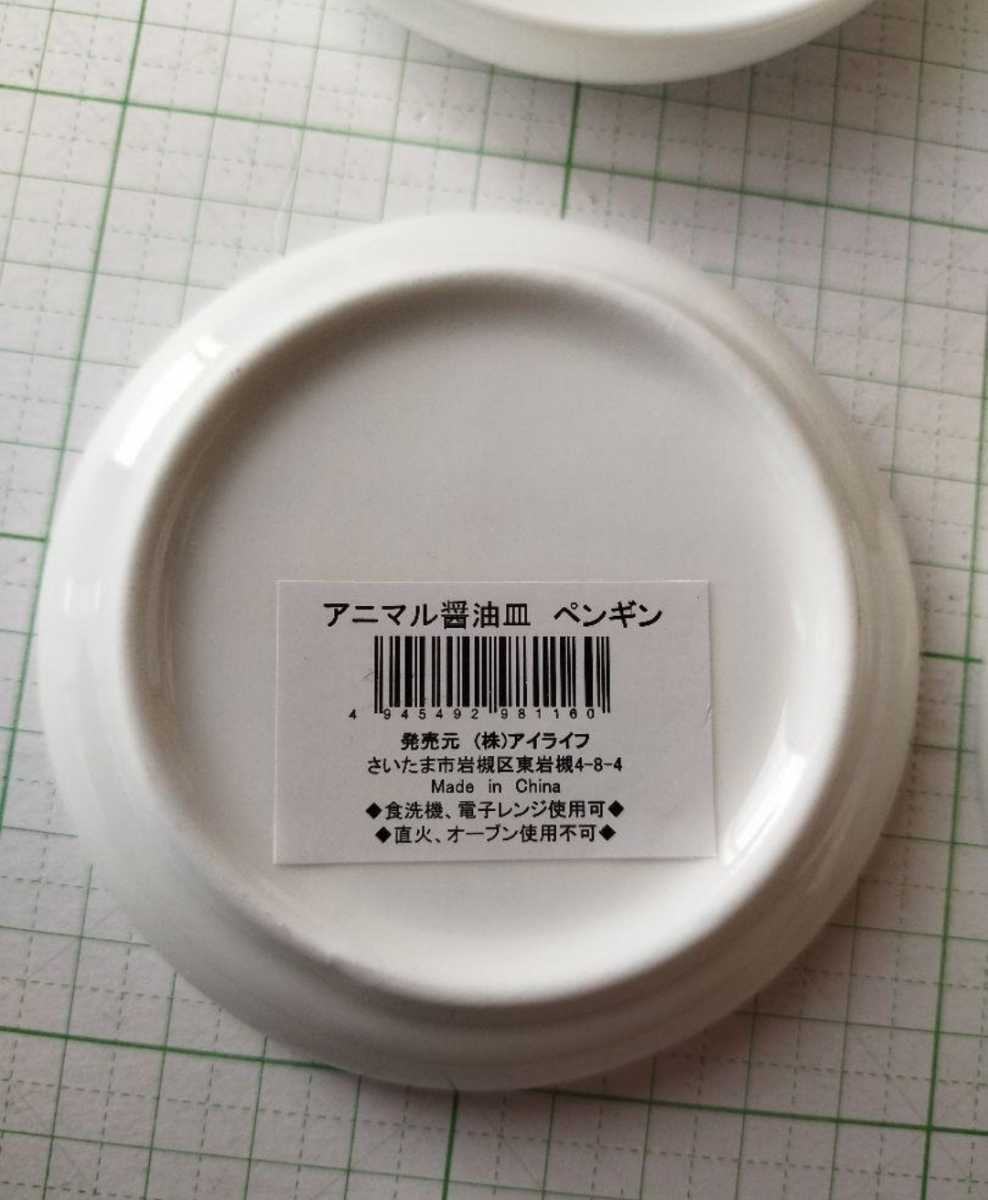 アニマル醤油皿　ペンギン
4 945492 981160
発売元　(株)アイライフ
さいたま市岩槻区東岩槻4-8-4
Made in China
◆食洗機、電子レンジ使用可◆
◆直火、オーブン使用不可◆